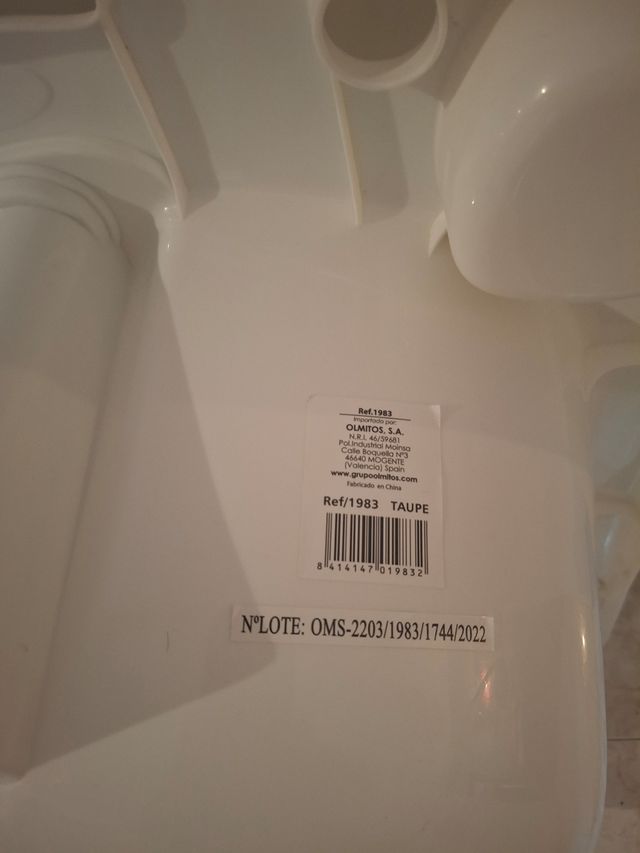 Ref.1983
Importado por:
OLMITOS, S.A.
N.R.I. 46/59681
Pol.Industrial Moinsa
Calle Boquella Nº3
46640 MOGENTE
(Valencia) Spain
www.grupoolmitos.com
Fabricado en China
Ref/1983 TAUPE
8 414147 019832
NºLOTE: OMS-2203/1983/1744/2022